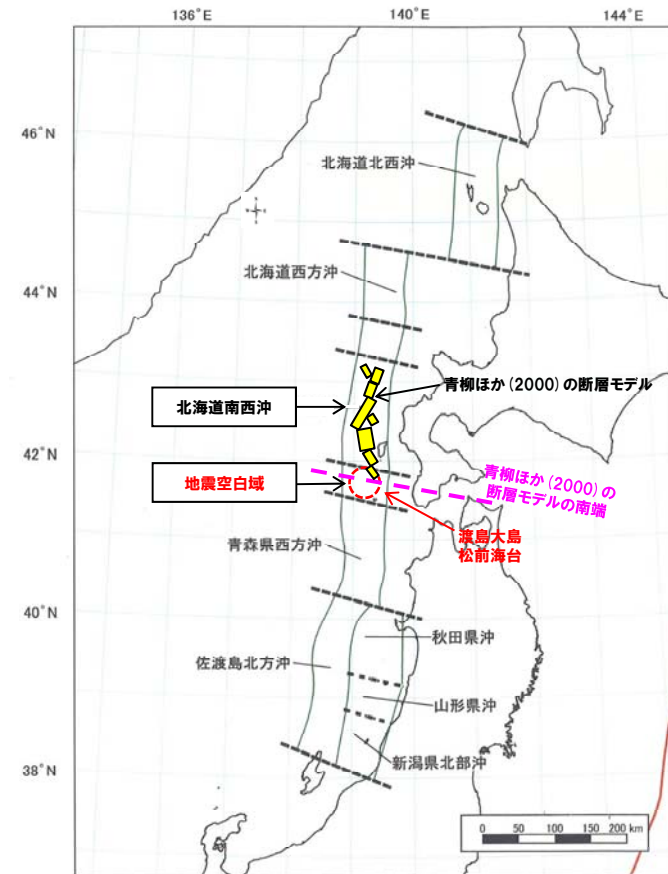 136°E
140°E
144°E
46°N
北海道北西沖
北海道西方沖
44°N
青柳ほか(2000)の断層モデル
北海道南西沖
42°N
青柳ほか(2000)の
断層モデルの南端
地震空白域
渡島大島
松前海台
青森県西方沖
40°N
秋田県沖
佐渡島北方沖
山形県沖
新潟県北部沖
38°N
0 50 100 150 200 km